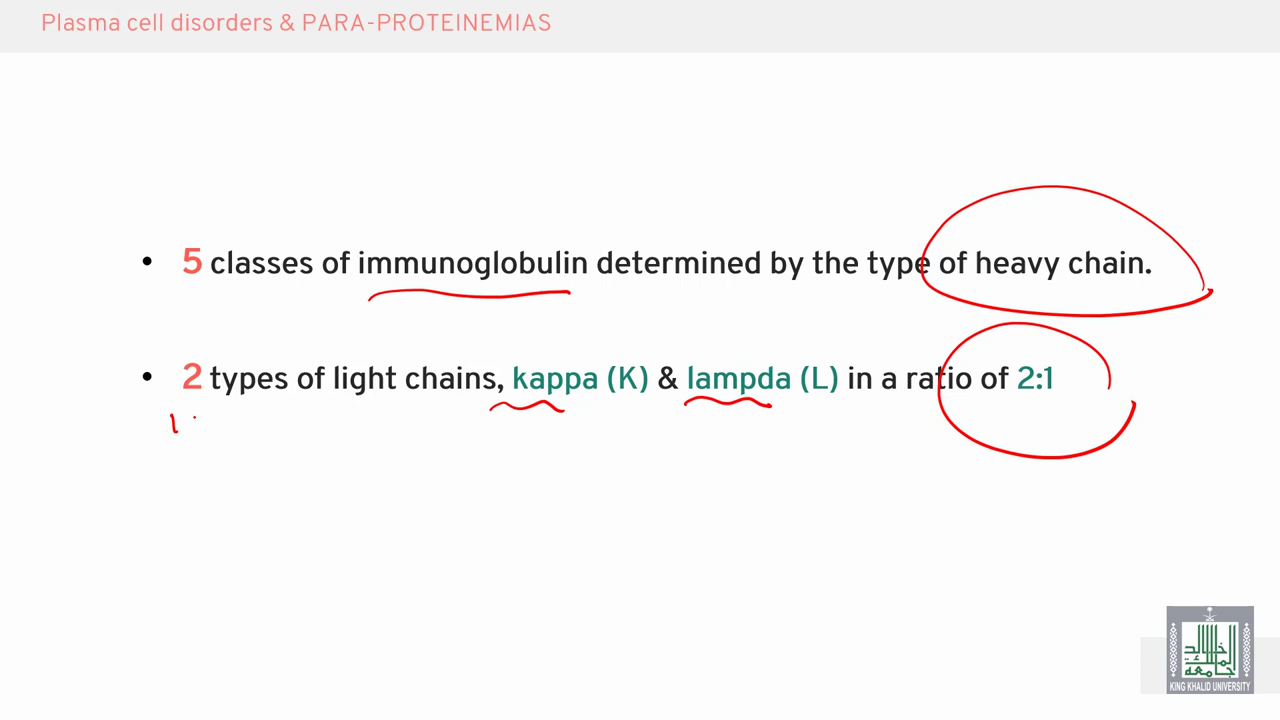 Plasma cell disorders & PARA-PROTEINEMIAS
• 5 classes of immunoglobulin determined by the type of heavy chain.
• 2 types of light chains, kappa (K) & lampda (L) in a ratio of 2:1
KING KHALID UNIVERSITY